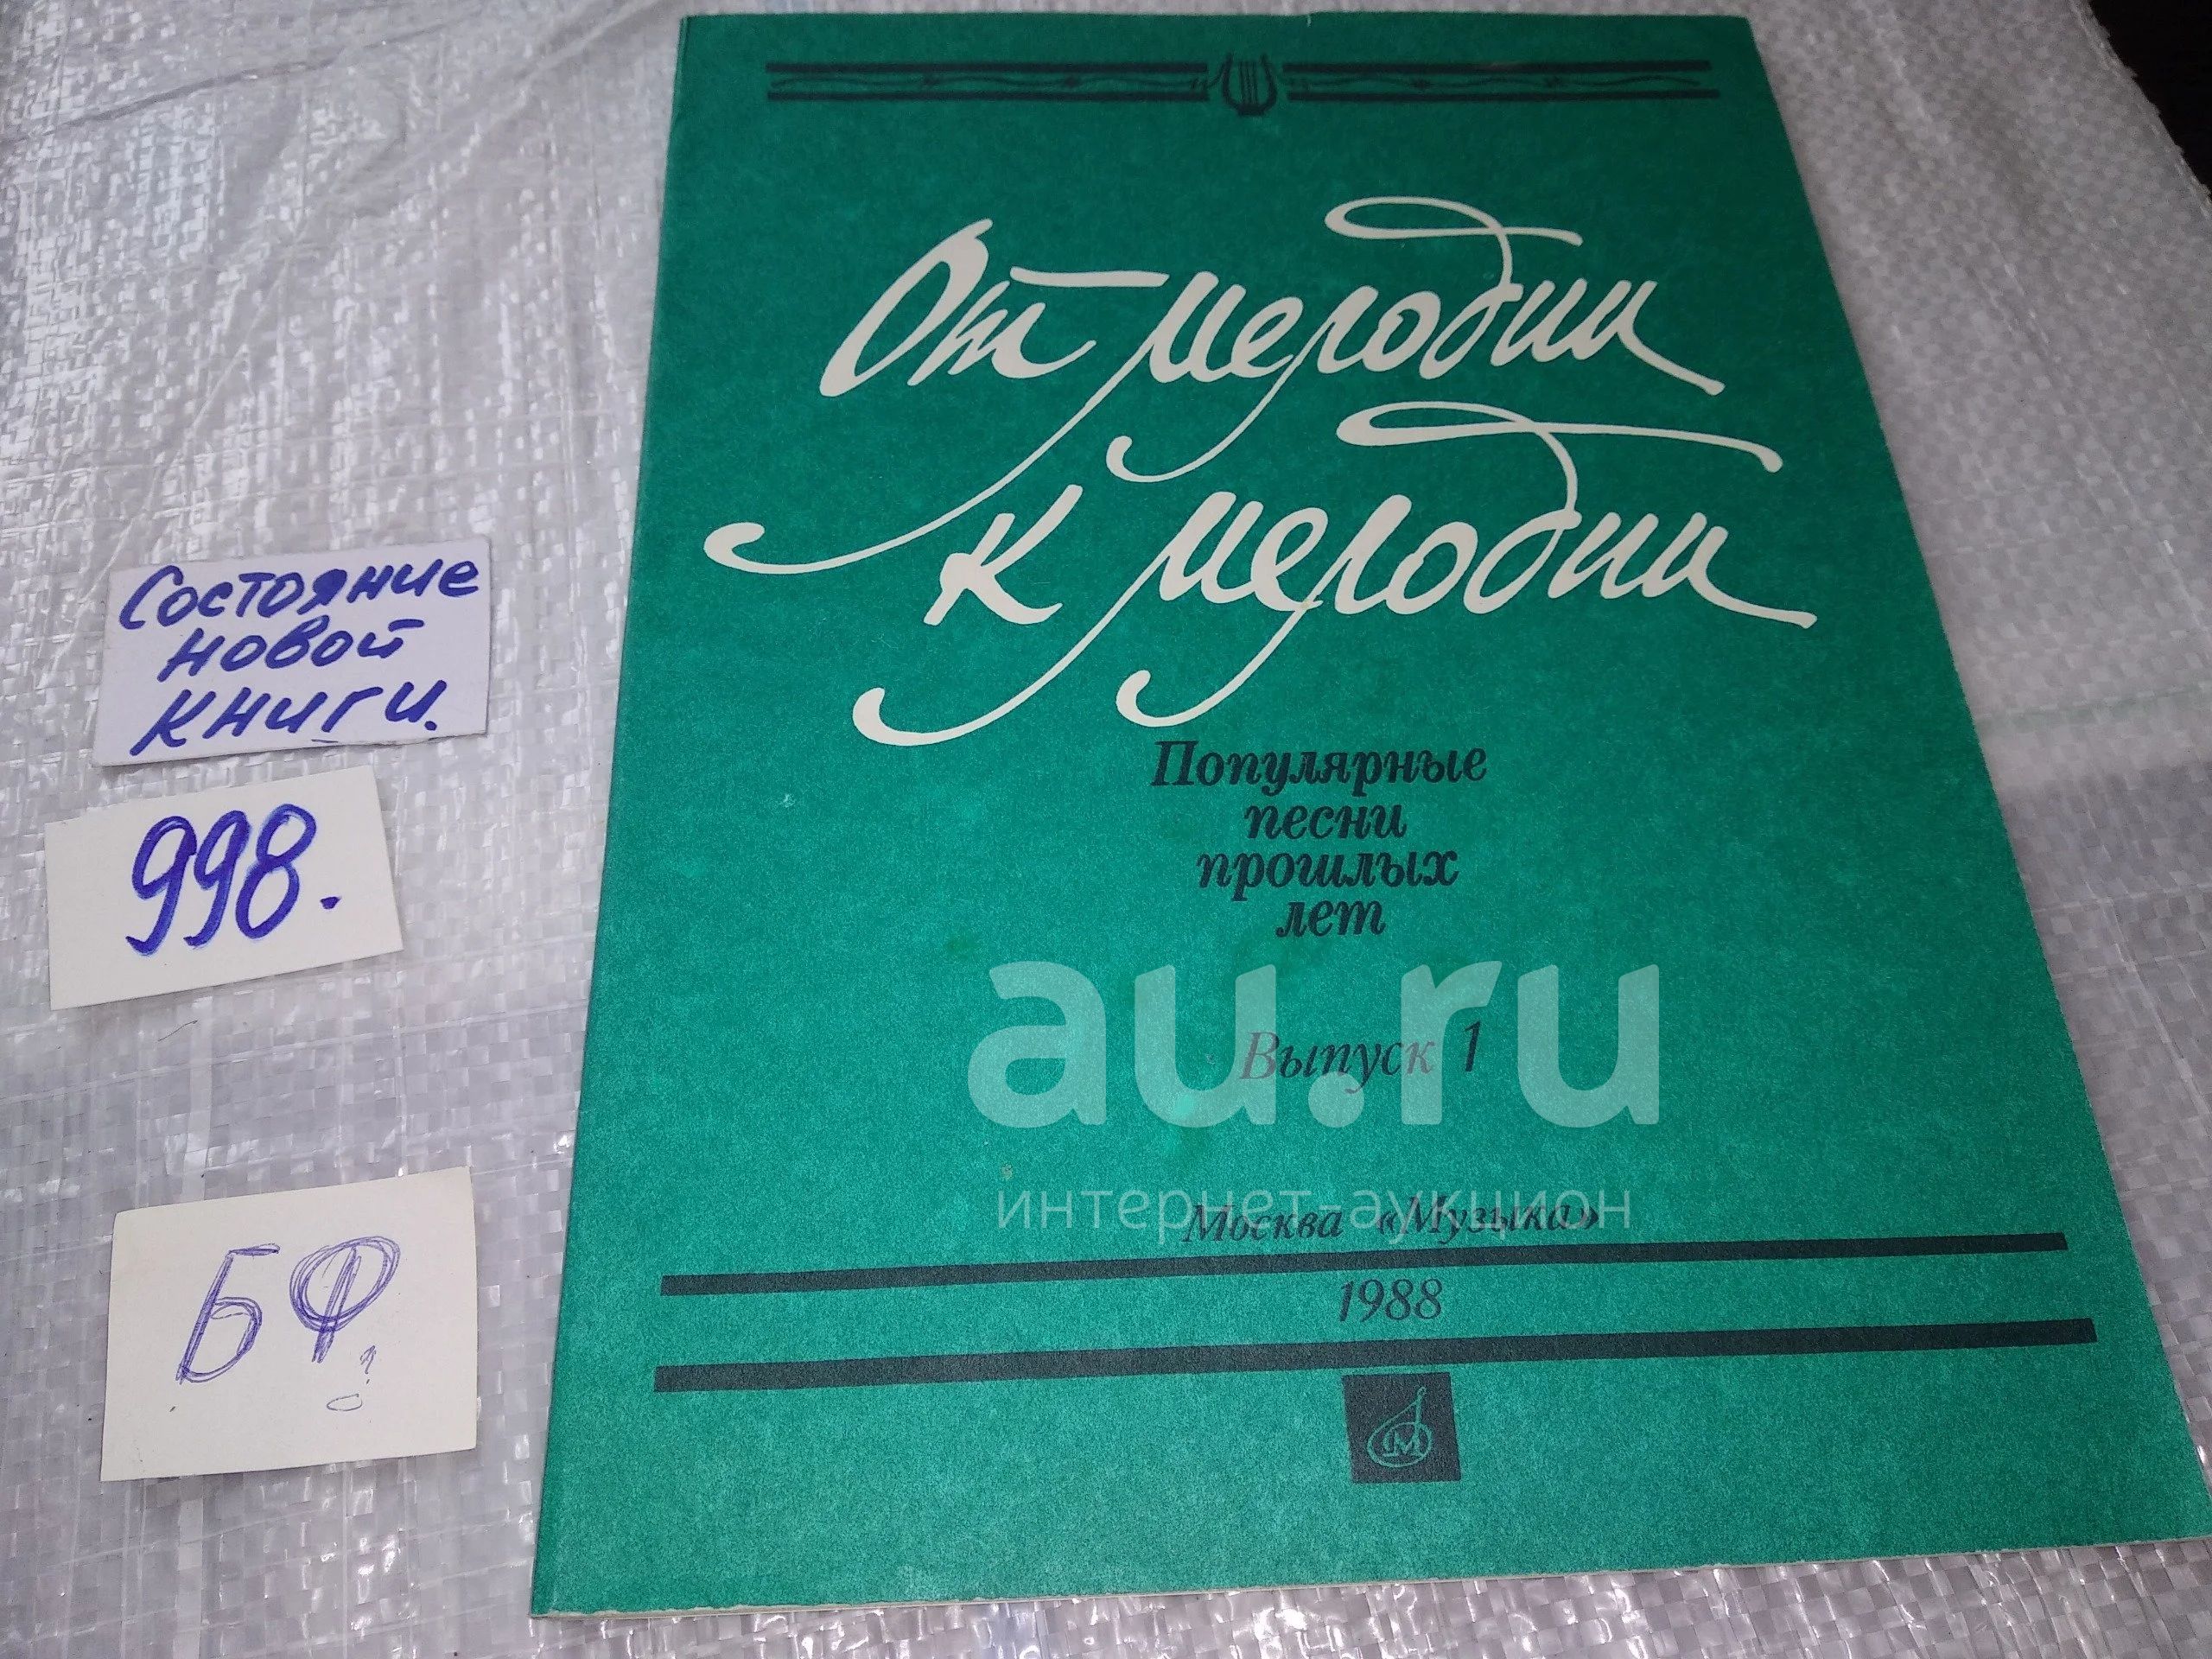 От мелодии
к мелодии
Популярные
песни
прошлых
лет
Выпуск 1
Москва «Музыка»
1988
М
Состояние
новой
книги.
998.
БФ
au.ru
интернет-аукцион